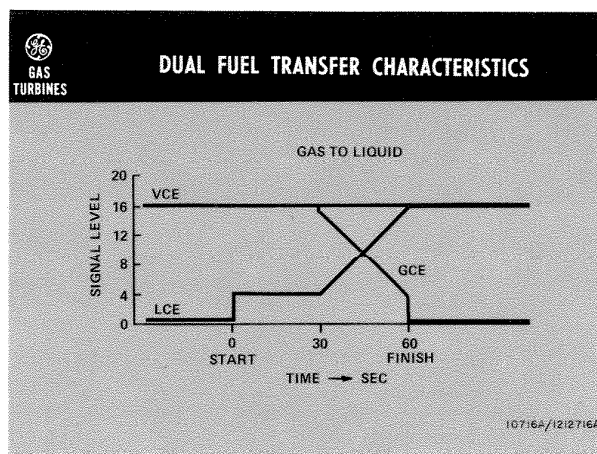 GE
GAS
TURBINES
DUAL FUEL TRANSFER CHARACTERISTICS
GAS TO LIQUID
SIGNAL LEVEL
20
16
12
8
4
0
VCE
LCE
GCE
0
30
60
START
FINISH
TIME → SEC
10716A/1212716A